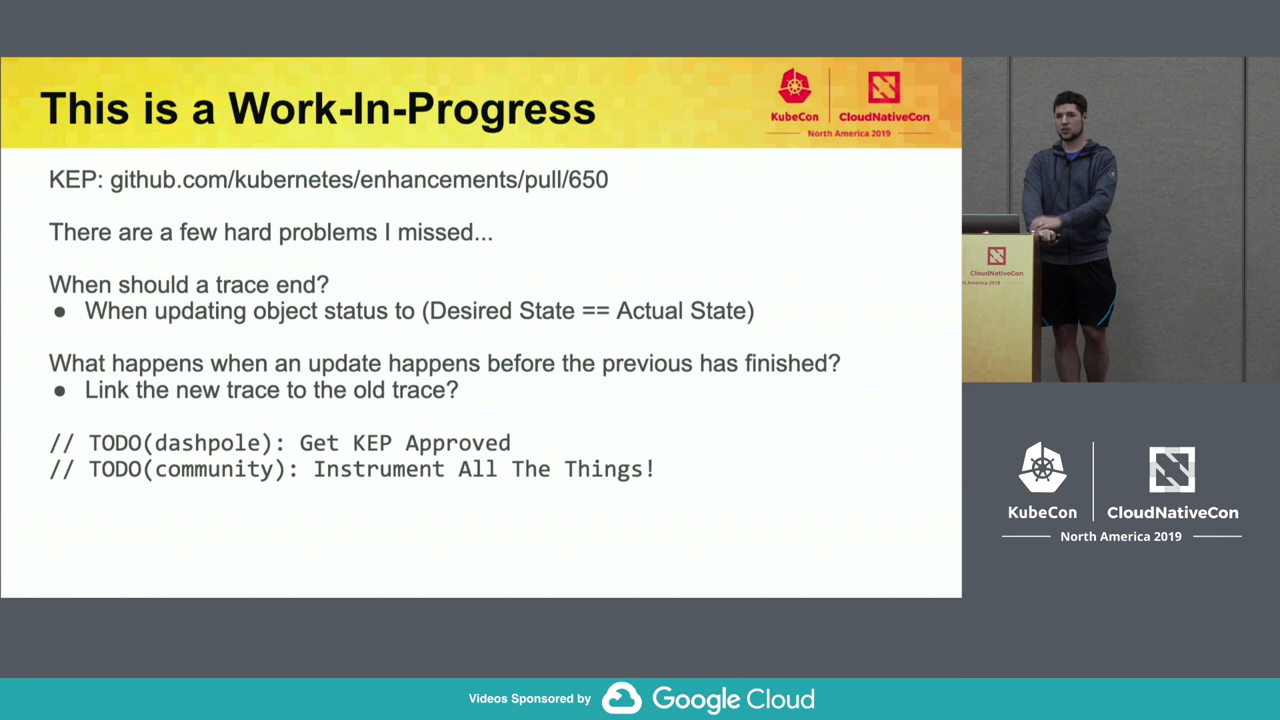 This is a Work-In-Progress
KubeCon
CloudNativeCon
North America 2019
KEP: github.com/kubernetes/enhancements/pull/650
There are a few hard problems I missed...
When should a trace end?
● When updating object status to (Desired State == Actual State)
What happens when an update happens before the previous has finished?
● Link the new trace to the old trace?
// TODO(dashpole): Get KEP Approved
// TODO(community): Instrument All The Things!
CloudNativeCon
KubeCon
CloudNativeCon
North America 2019
Videos Sponsored by
Google Cloud